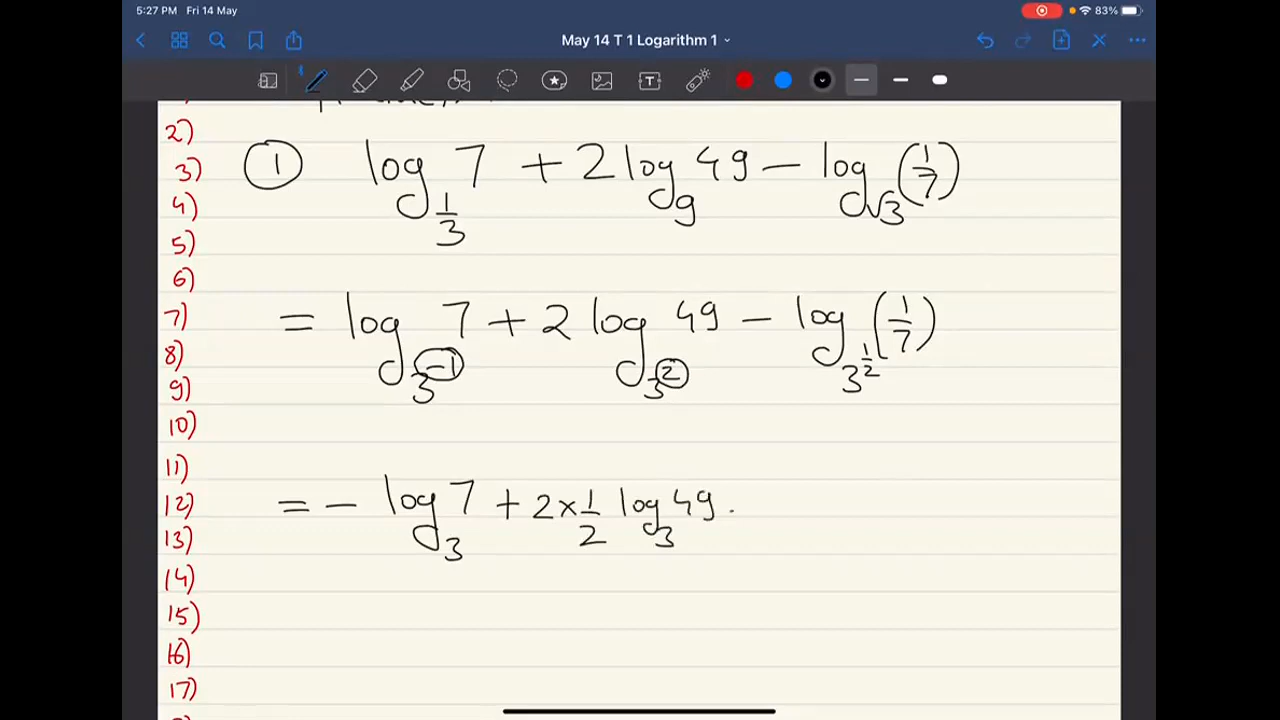 5:27 PM Fri 14 May 83%
May 14 T 1 Logarithm 1
T
2)
3) ① log_{1/3} 7 + 2 log_9 49 − log_{√3} (1/7)
4)
5)
6)
7) = log_{3^{-1}} 7 + 2 log_{3^2} 49 − log_{3^{1/2}} (1/7)
8)
9)
10)
11)
12) = − log_3 7 + 2 × 1/2 log_3 49
13)
14)
15)
16)
17)